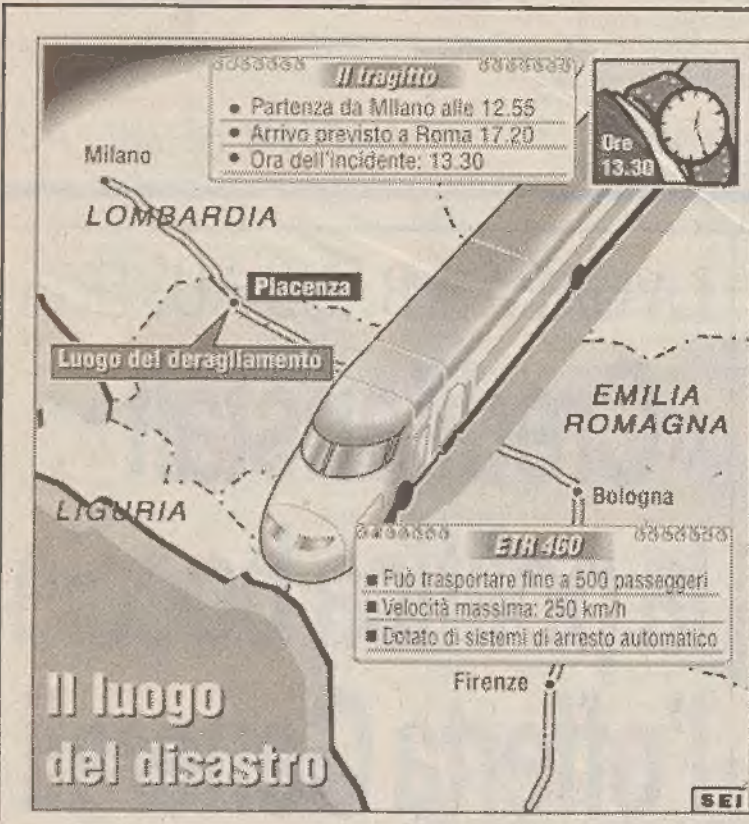 Il tragitto
• Partenza da Milano alle 12.55
• Arrivo previsto a Roma 17.20
• Ora dell'incidente: 13.30
Ore
13.30
Milano
LOMBARDIA
Piacenza
Luogo del deragliamento
EMILIA
ROMAGNA
LIGURIA
Bologna
ETR 460
■ Può trasportare fino a 500 passeggeri
■ Velocità massima: 250 km/h
■ Dotato di sistemi di arresto automatico
Firenze
Il luogo
del disastro
SEI